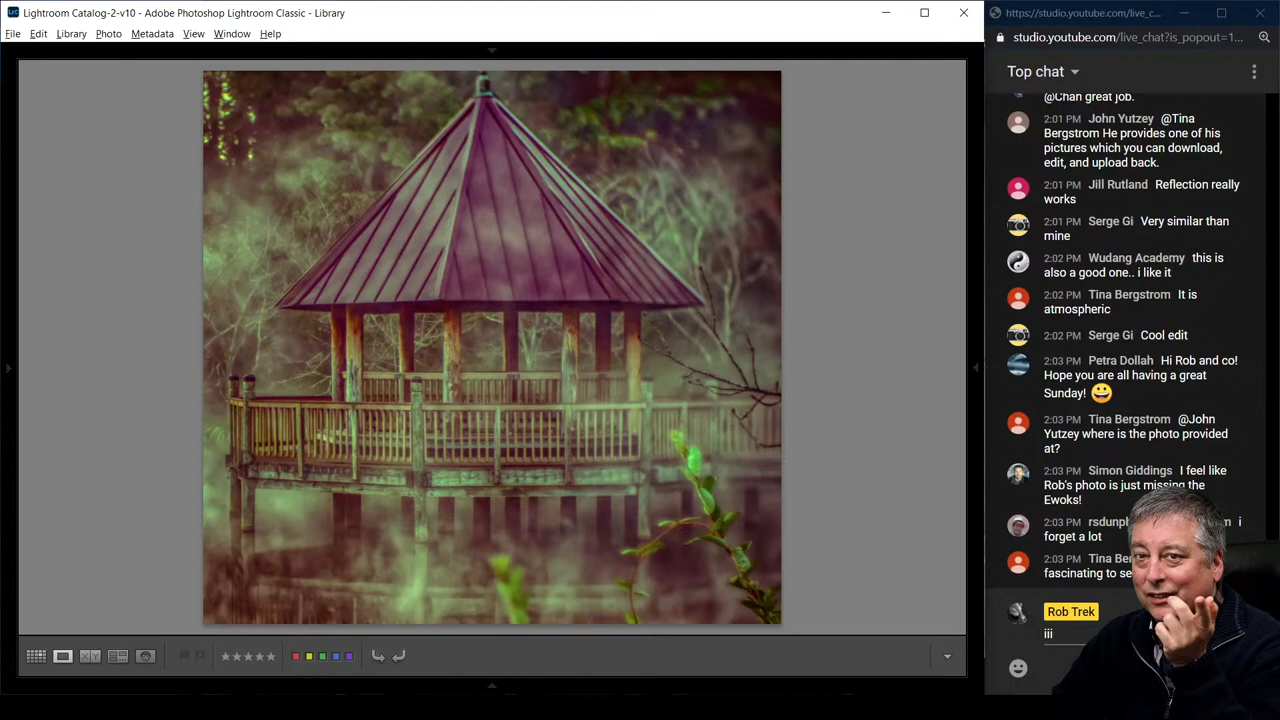 Lightroom Catalog-2-v10 - Adobe Photoshop Lightroom Classic - Library
File Edit Library Photo Metadata View Window Help
https://studio.youtube.com/live_c...
studio.youtube.com/live_chat?is_popout=1...
Top chat
@Chan great job.
2:01 PM John Yutzey @Tina
Bergstrom He provides one of his
pictures which you can download,
edit, and upload back.
2:01 PM Jill Rutland Reflection really
works
2:01 PM Serge Gi Very similar than
mine
2:02 PM Wudang Academy this is
also a good one.. i like it
2:02 PM Tina Bergstrom It is
atmospheric
2:02 PM Serge Gi Cool edit
2:03 PM Petra Dollah Hi Rob and co!
Hope you are all having a great
Sunday! 😀
2:03 PM Tina Bergstrom @John
Yutzey where is the photo provided
at?
2:03 PM Simon Giddings I feel like
Rob's photo is just missing the
Ewoks!
2:03 PM i
forget a lot
2:03 PM Tina
fascinating to
Rob Trek
iii